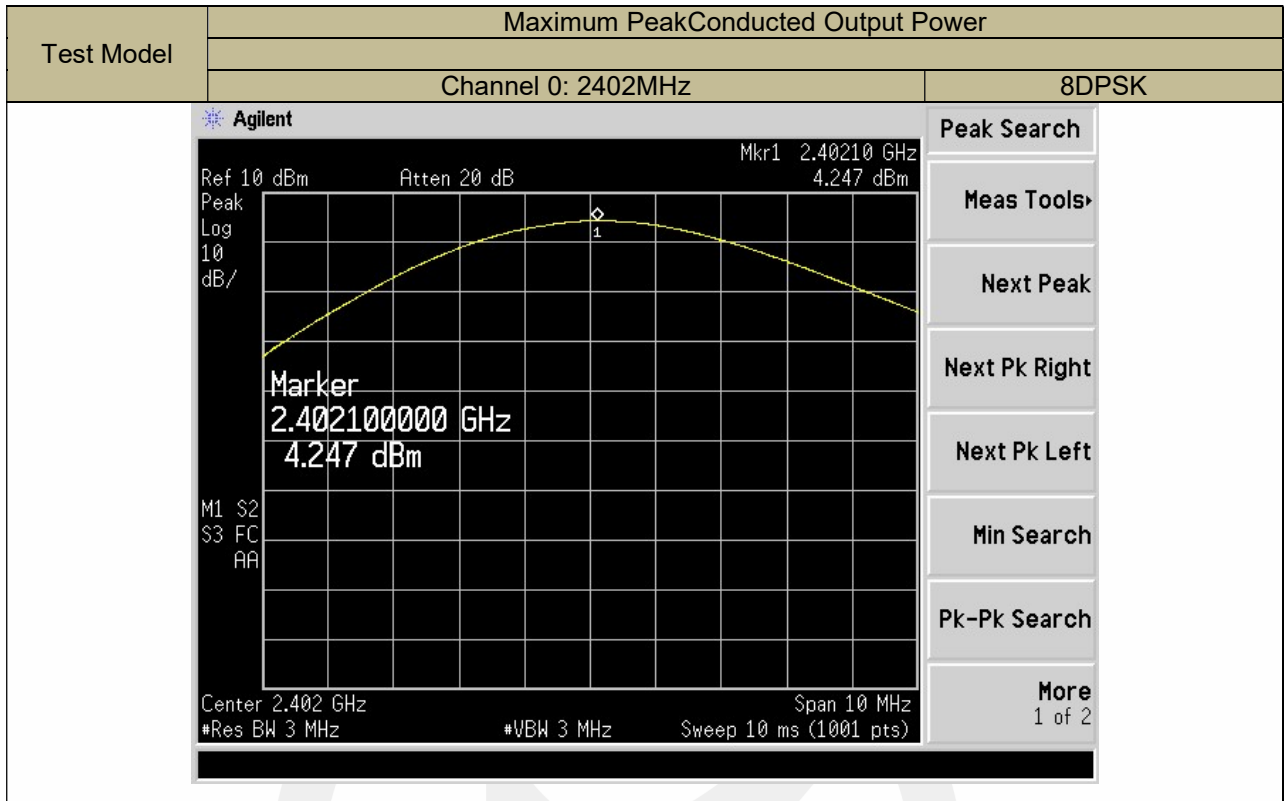 Test Model
Maximum PeakConducted Output Power
Channel 0: 2402MHz
8DPSK
Agilent
Peak Search
Mkr1 2.40210 GHz
Ref 10 dBm Atten 20 dB 4.247 dBm
Peak
Log
10
dB/
1
Marker
2.402100000 GHz
4.247 dBm
M1 S2
S3 FC
AA
Center 2.402 GHz Span 10 MHz
#Res BW 3 MHz #VBW 3 MHz Sweep 10 ms (1001 pts)
Meas Tools
Next Peak
Next Pk Right
Next Pk Left
Min Search
Pk-Pk Search
More
1 of 2